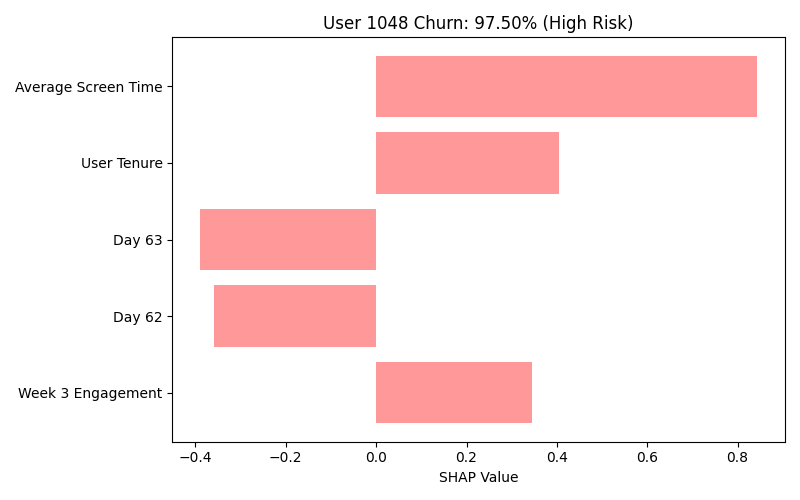 User 1048 Churn: 97.50% (High Risk)
Average Screen Time
User Tenure
Day 63
Day 62
Week 3 Engagement
−0.4 −0.2 0.0 0.2 0.4 0.6 0.8
SHAP Value